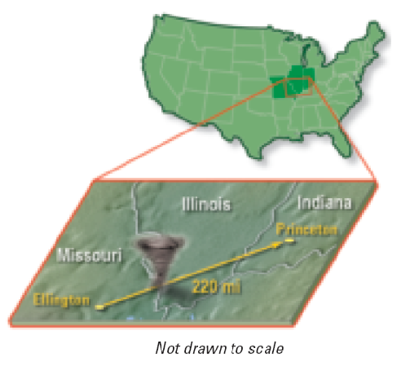 Illinois
Indiana
Princeton
Missouri
220 mi
Ellington
Not drawn to scale